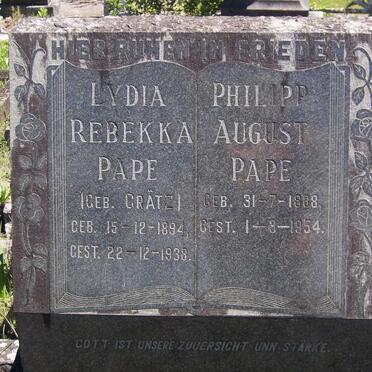 HIER RUHEN IN FRIEDEN
LYDIA
REBEKKA
PAPE
(GEB. GRÄTZ)
GEB. 15-12-1894,
GEST. 22-12-1938.
PHILIPP
AUGUST
PAPE
GEB. 31-7-1888
GEST. 1-8-1954.
GOTT IST UNSERE ZUVERSICHT UNN STÄRKE.